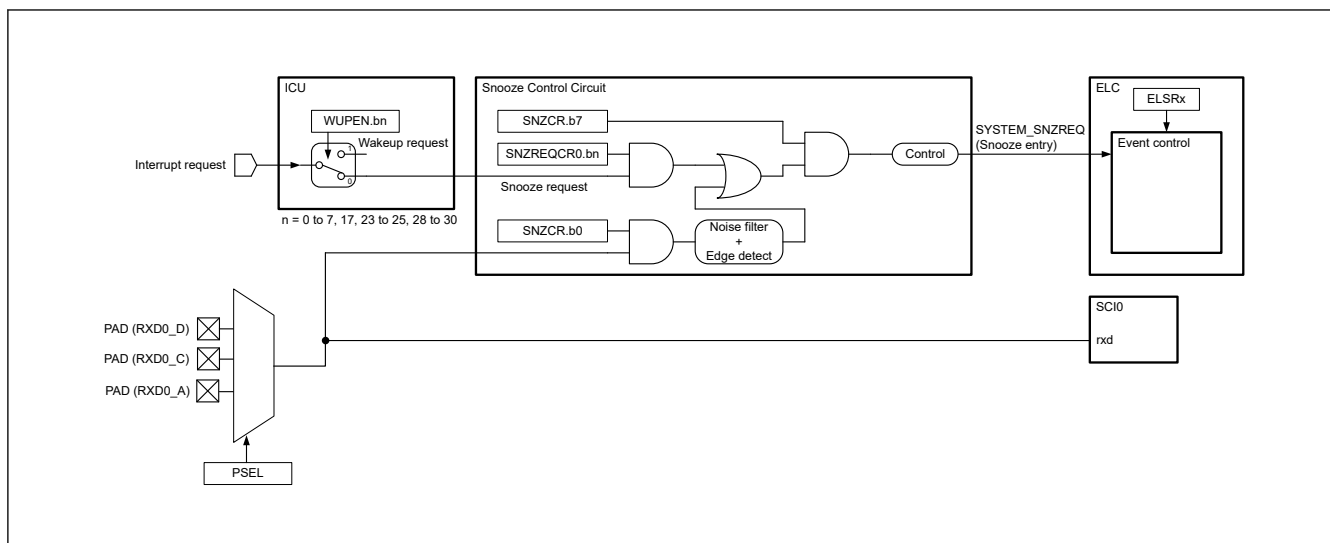 ICU
WUPEN.bn
1
Wakeup request
Interrupt request
0
n = 0 to 7, 17, 23 to 25, 28 to 30
Snooze Control Circuit
SNZCR.b7
SNZREQCR0.bn
Snooze request
SNZCR.b0
Noise filter
+
Edge detect
Control
SYSTEM_SNZREQ
(Snooze entry)
ELC
ELSRx
Event control
PAD (RXD0_D)
PAD (RXD0_C)
PAD (RXD0_A)
PSEL
SCI0
rxd